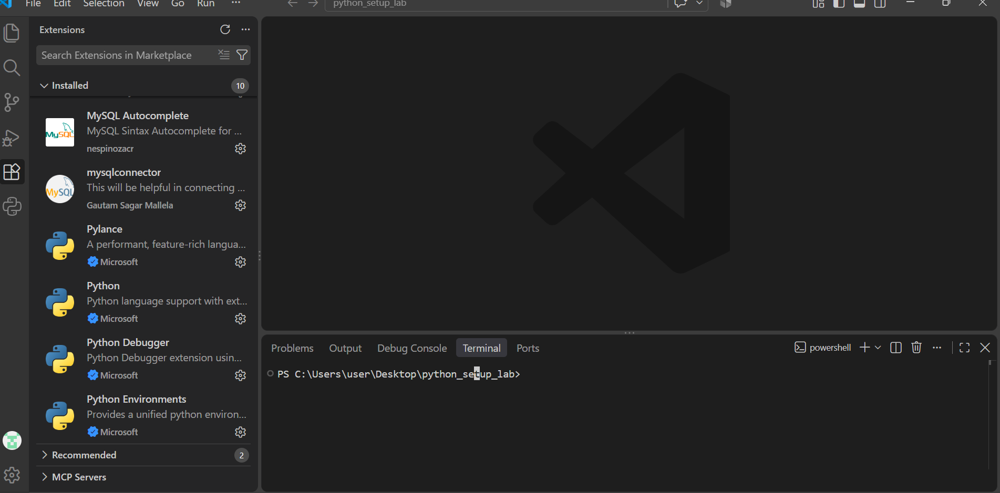 File Edit Selection View Go Run
python_setup_lab
Extensions
Search Extensions in Marketplace
Installed 10
MySQL Autocomplete
MySQL Sintax Autocomplete for ...
nespinozacr
mysqlconnector
This will be helpful in connecting ...
Gautam Sagar Mallela
Pylance
A performant, feature-rich langua...
Microsoft
Python
Python language support with ext...
Microsoft
Python Debugger
Python Debugger extension usin...
Microsoft
Python Environments
Provides a unified python environ...
Microsoft
Recommended 2
MCP Servers
Problems Output Debug Console Terminal Ports
powershell
PS C:\Users\user\Desktop\python_setup_lab>
MySQL
MySQL